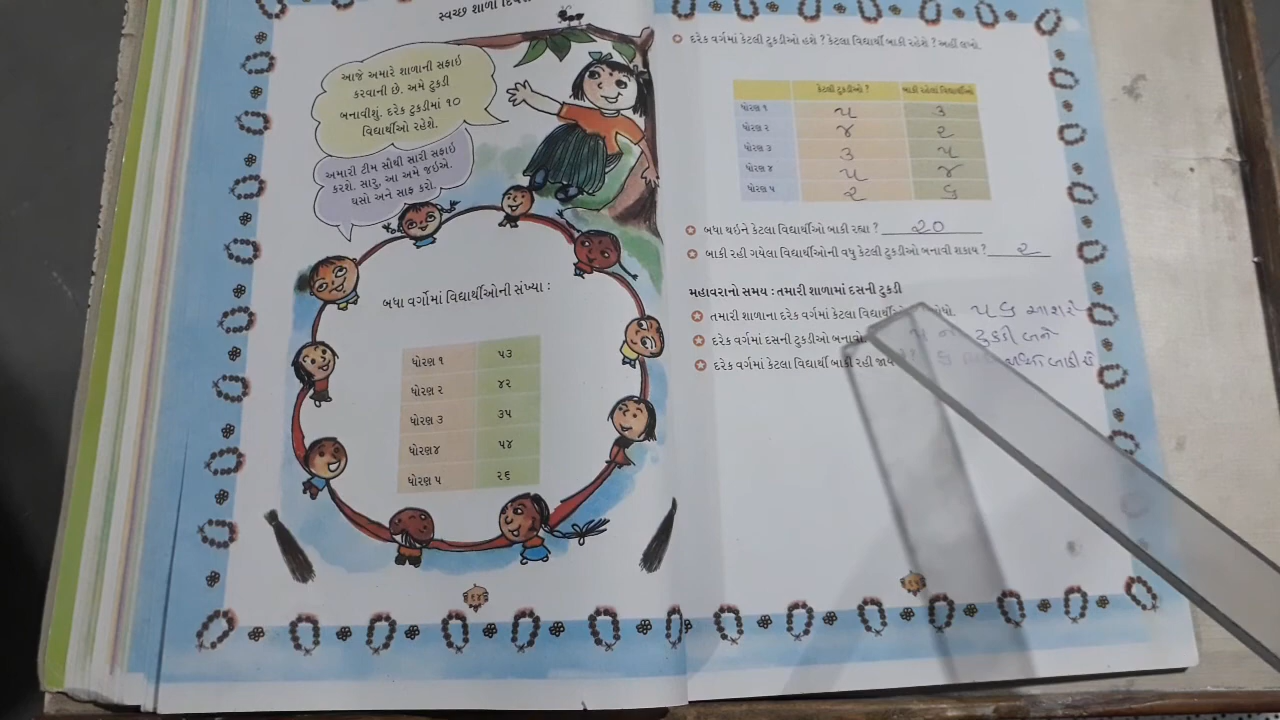 સ્વચ્છ શાળા
આજે અમારે શાળાની સફાઇ
કરવાની છે. અમે ટુકડી
બનાવીશું. દરેક ટુકડીમાં ૧૦
વિદ્યાર્થીઓ રહેશે.
અમારી ટીમ સૌથી સારી સફાઇ
કરશે. સારું, આ અમે જઇએ.
ઘસો અને સાફ કરો.
બધા વર્ગોમાં વિદ્યાર્થીઓની સંખ્યા :
ધોરણ ૧ ૫૩
ધોરણ ૨ ૪૨
ધોરણ ૩ ૩૫
ધોરણ ૪ ૫૪
ધોરણ ૫ ૨૬
દરેક વર્ગમાં કેટલી ટુકડીઓ હશે ? કેટલા વિદ્યાર્થી બાકી રહેશે ? અહીં લખો.
કેટલી ટુકડીઓ ? બાકી રહેલા વિદ્યાર્થીઓ
ધોરણ ૧ ૫ ૩
ધોરણ ૨ ૪ ૨
ધોરણ ૩ ૩ ૫
ધોરણ ૪ ૫ ૪
ધોરણ ૫ ૨ ૬
બધા થઇને કેટલા વિદ્યાર્થીઓ બાકી રહ્યા ? ૨૦
બાકી રહી ગયેલા વિદ્યાર્થીઓની વધુ કેટલી ટુકડીઓ બનાવી શકાય ? ૨
મહાવરાનો સમય : તમારી શાળામાં દસની ટુકડી
તમારી શાળાના દરેક વર્ગમાં કેટલા ૫૬ આશરે
દરેક વર્ગમાં દસની ટુકડીઓ બનાવો. ટુકડી બને
દરેક વર્ગમાં કેટલા વિદ્યાર્થી બાકી રહી